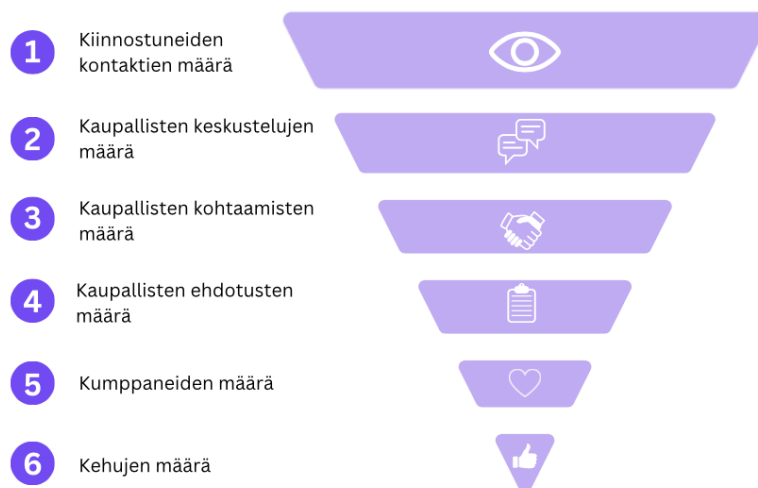 1
Kiinnostuneiden
kontaktien määrä
2
Kaupallisten keskustelujen
määrä
3
Kaupallisten kohtaamisten
määrä
4
Kaupallisten ehdotusten
määrä
5
Kumppaneiden määrä
6
Kehujen määrä